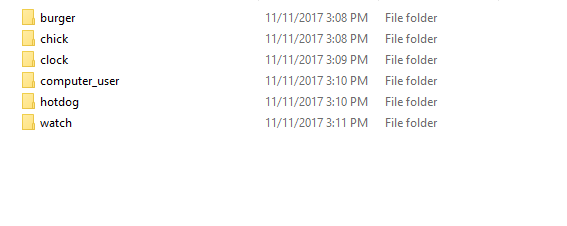 burger 11/11/2017 3:08 PM File folder
chick 11/11/2017 3:08 PM File folder
clock 11/11/2017 3:09 PM File folder
computer_user 11/11/2017 3:10 PM File folder
hotdog 11/11/2017 3:10 PM File folder
watch 11/11/2017 3:11 PM File folder